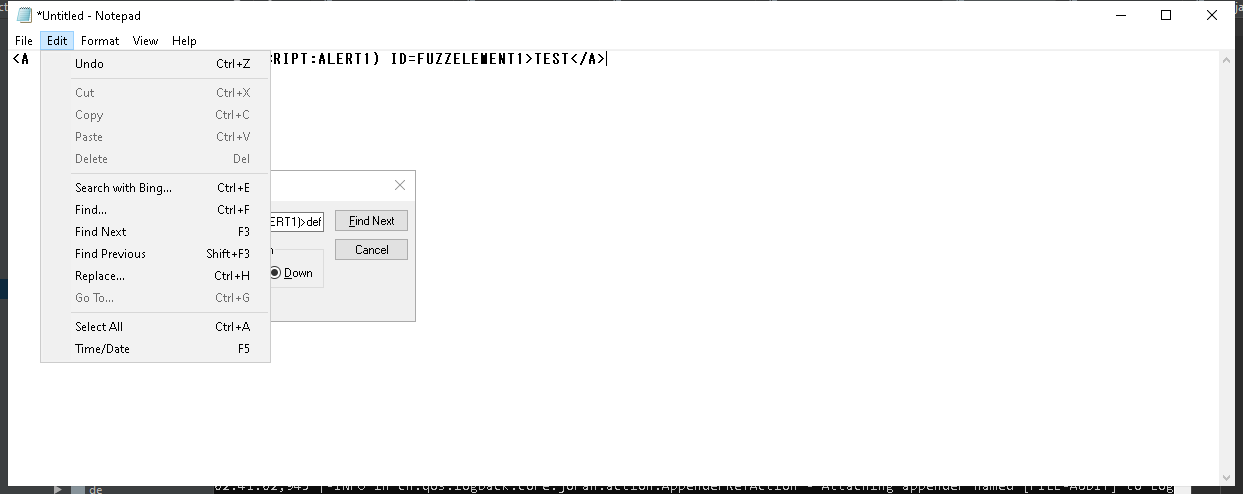 *Untitled - Notepad
File Edit Format View Help
<A RIPT:ALERT1) ID=FUZZELEMENT1>TEST</A>
Undo Ctrl+Z
Cut Ctrl+X
Copy Ctrl+C
Paste Ctrl+V
Delete Del
Search with Bing... Ctrl+E
Find... Ctrl+F
Find Next F3
Find Previous Shift+F3
Replace... Ctrl+H
Go To... Ctrl+G
Select All Ctrl+A
Time/Date F5
ERT1)>def Find Next
Cancel
Down
de
02:41:02,945 |-INFO in ch.qos.logback.core.joran.action.AppenderRefAction - Attaching appender named [FILE-AUDIT] to Log